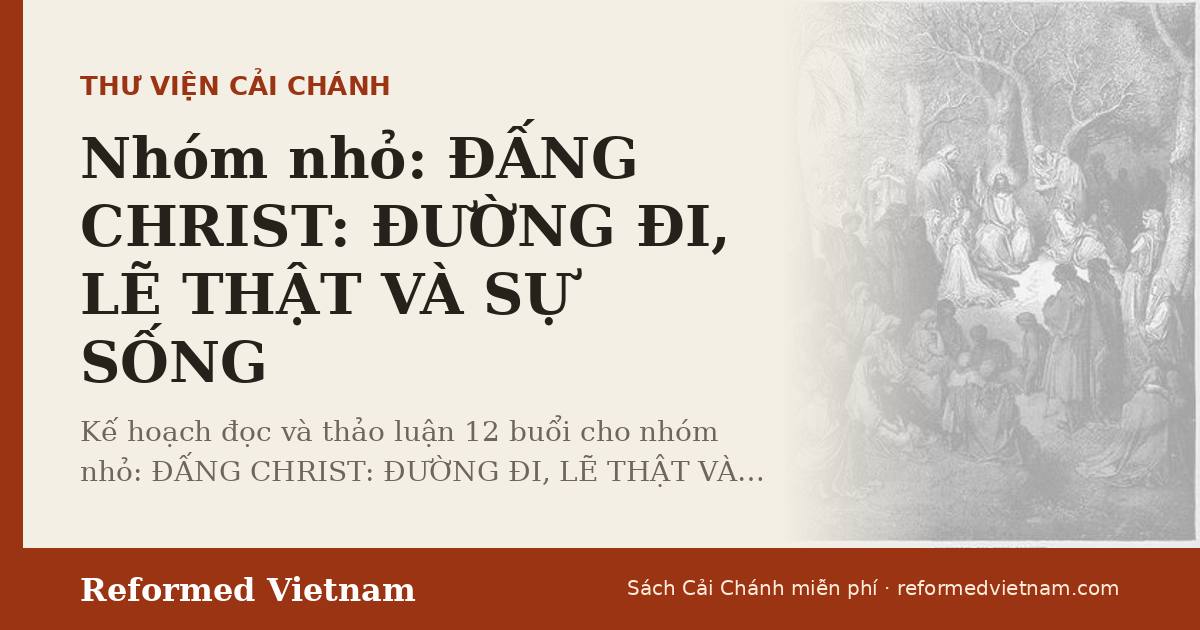 THƯ VIỆN CẢI CHÁNH
Nhóm nhỏ: ĐẤNG
CHRIST: ĐƯỜNG ĐI,
LẼ THẬT VÀ SỰ
SỐNG
Kế hoạch đọc và thảo luận 12 buổi cho nhóm
nhỏ: ĐẤNG CHRIST: ĐƯỜNG ĐI, LẼ THẬT VÀ...
Reformed Vietnam
Sách Cải Chánh miễn phí · reformedvietnam.com